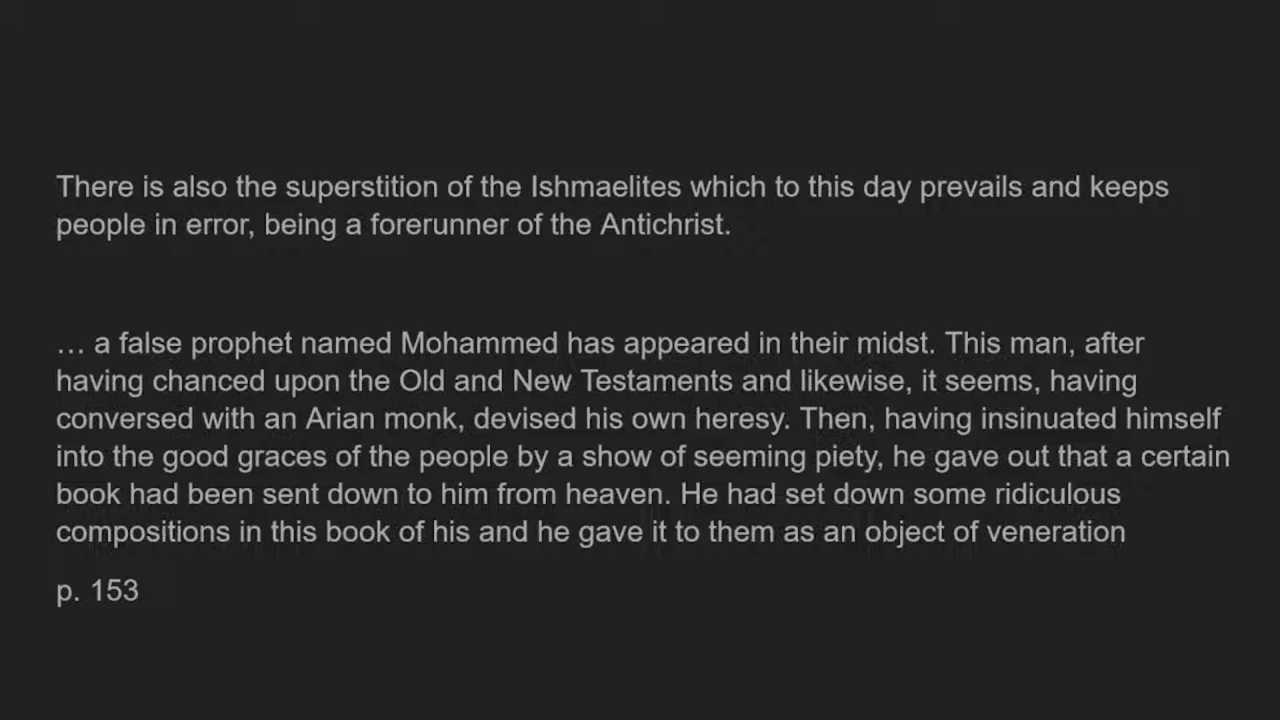 There is also the superstition of the Ishmaelites which to this day prevails and keeps
people in error, being a forerunner of the Antichrist.
… a false prophet named Mohammed has appeared in their midst. This man, after
having chanced upon the Old and New Testaments and likewise, it seems, having
conversed with an Arian monk, devised his own heresy. Then, having insinuated himself
into the good graces of the people by a show of seeming piety, he gave out that a certain
book had been sent down to him from heaven. He had set down some ridiculous
compositions in this book of his and he gave it to them as an object of veneration
p. 153